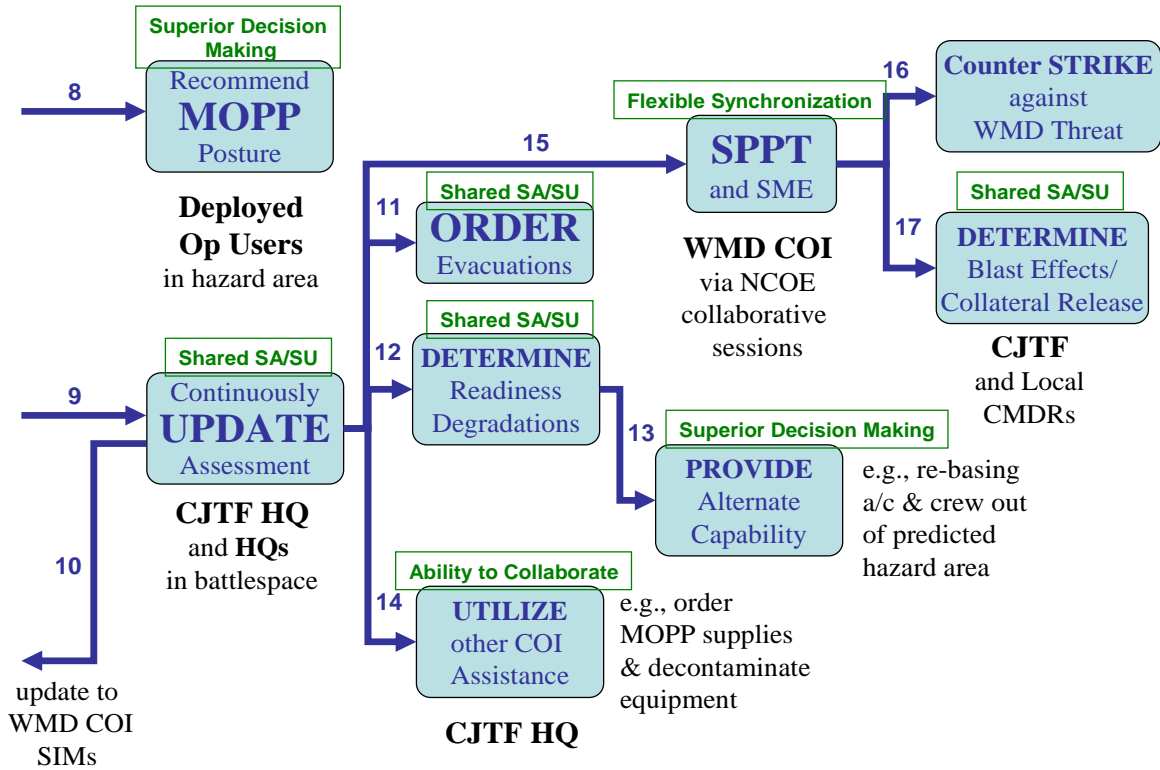 Superior Decision
Making
8
Recommend
MOPP
Posture
Deployed
Op Users
in hazard area
Shared SA/SU
9
Continuously
UPDATE
Assessment
CJTF HQ
and HQs
in battlespace
10
update to
WMD COI
SIMs
15
11
Shared SA/SU
ORDER
Evacuations
12
Shared SA/SU
DETERMINE
Readiness
Degradations
13
Superior Decision Making
PROVIDE
Alternate
Capability
e.g., re-basing
a/c & crew out
of predicted
hazard area
14
Ability to Collaborate
UTILIZE
other COI
Assistance
e.g., order
MOPP supplies
& decontaminate
equipment
CJTF HQ
Flexible Synchronization
SPPT
and SME
WMD COI
via NCOE
collaborative
sessions
16
Counter STRIKE
against
WMD Threat
17
Shared SA/SU
DETERMINE
Blast Effects/
Collateral Release
CJTF
and Local
CMDRs